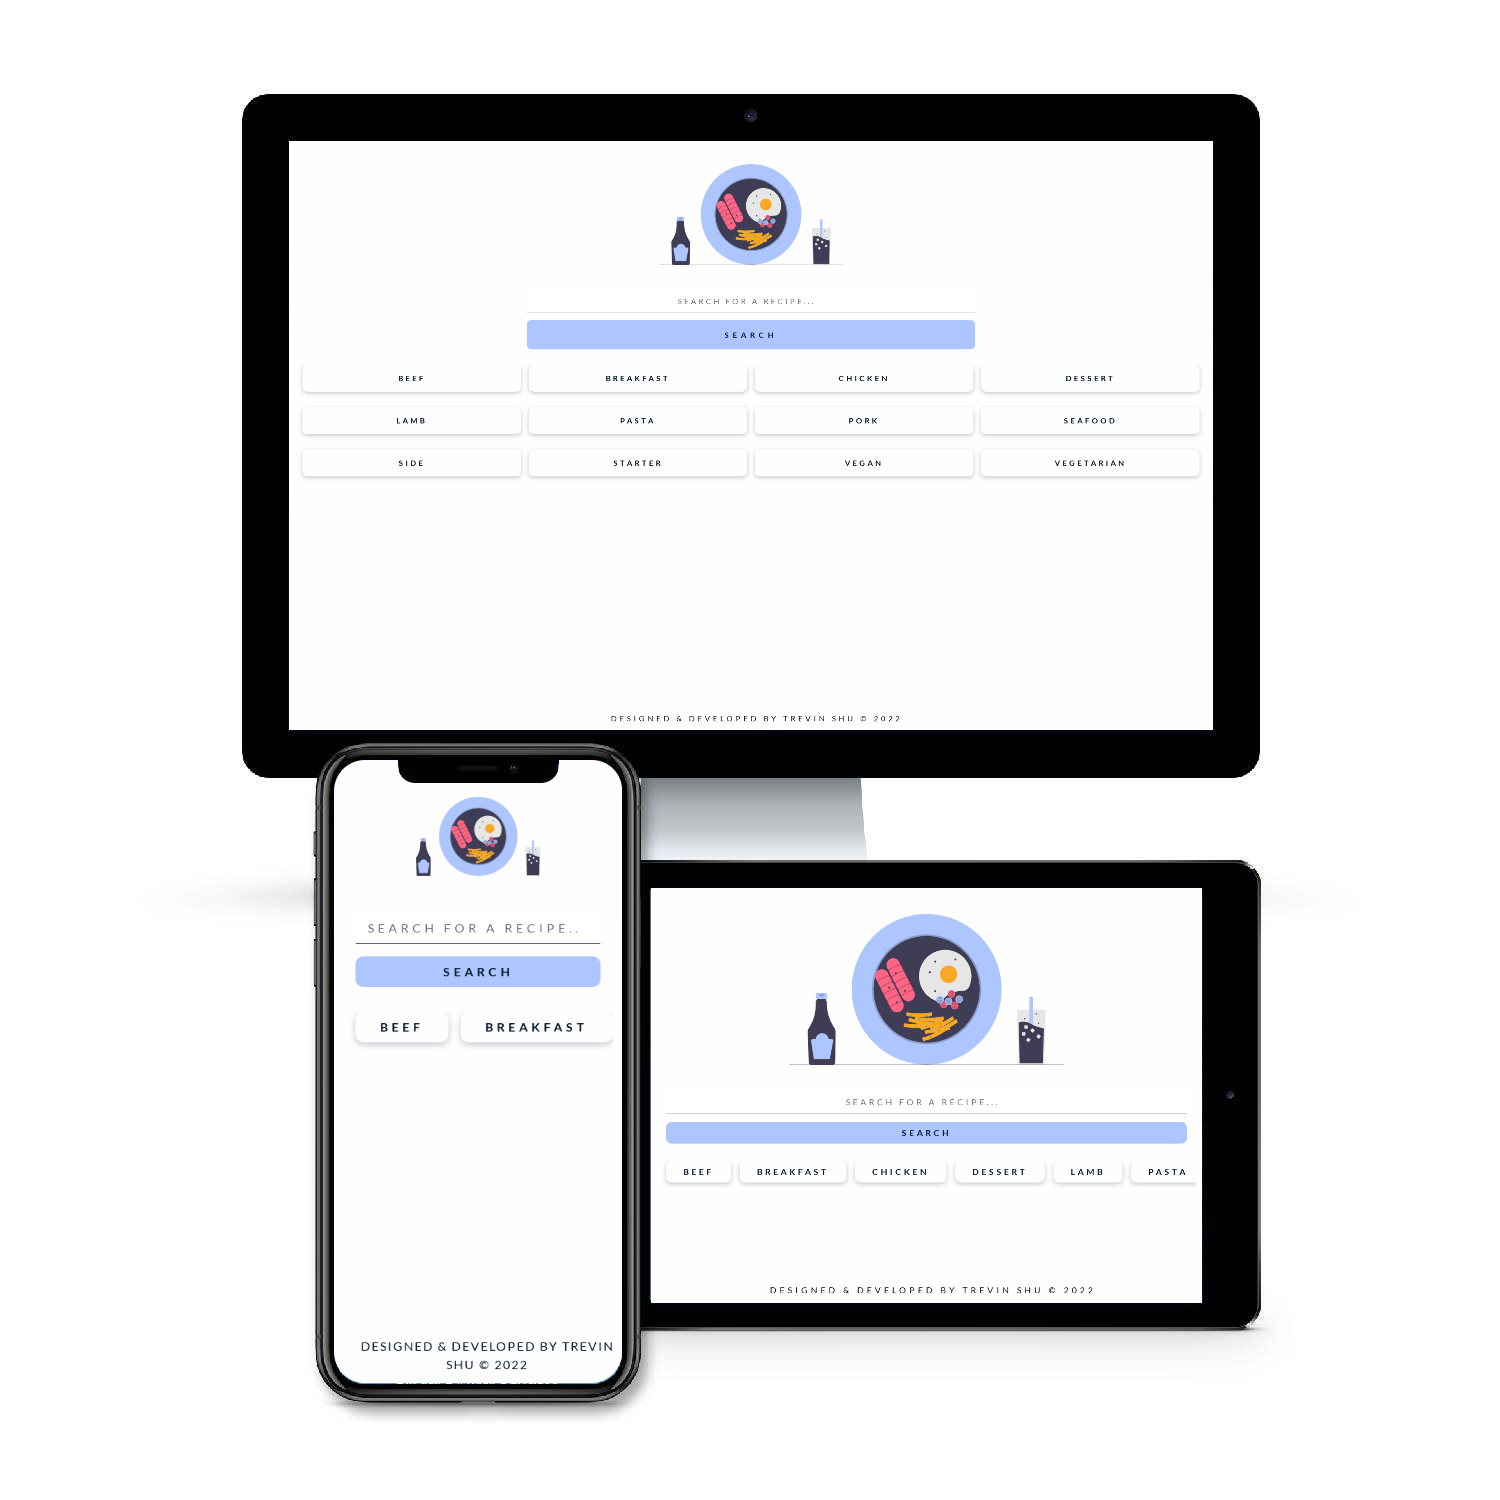 SEARCH FOR A RECIPE...
SEARCH
BEEF BREAKFAST CHICKEN DESSERT
LAMB PASTA PORK SEAFOOD
SIDE STARTER VEGAN VEGETARIAN
DESIGNED & DEVELOPED BY TREVIN SHU © 2022
SEARCH FOR A RECIPE..
SEARCH
BEEF BREAKFAST
DESIGNED & DEVELOPED BY TREVIN
SHU © 2022
SEARCH FOR A RECIPE...
SEARCH
BEEF BREAKFAST CHICKEN DESSERT LAMB PASTA
DESIGNED & DEVELOPED BY TREVIN SHU © 2022